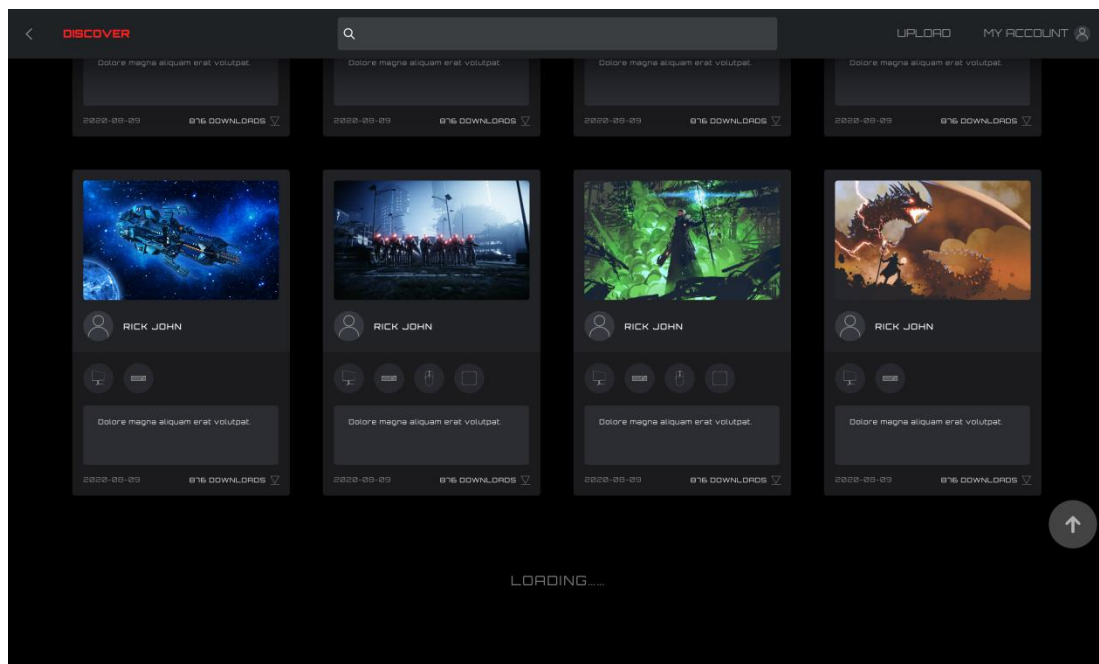 DISCOVER
UPLOAD
MY ACCOUNT
Dolore magna aliquam erat volutpat.
Dolore magna aliquam erat volutpat.
Dolore magna aliquam erat volutpat.
Dolore magna aliquam erat volutpat.
2020-08-09 876 DOWNLOADS
2020-08-09 876 DOWNLOADS
2020-08-09 876 DOWNLOADS
2020-08-09 876 DOWNLOADS
RICK JOHN
RICK JOHN
RICK JOHN
RICK JOHN
Dolore magna aliquam erat volutpat.
Dolore magna aliquam erat volutpat.
Dolore magna aliquam erat volutpat.
Dolore magna aliquam erat volutpat.
2020-08-09 876 DOWNLOADS
2020-08-09 876 DOWNLOADS
2020-08-09 876 DOWNLOADS
2020-08-09 876 DOWNLOADS
LOADING......